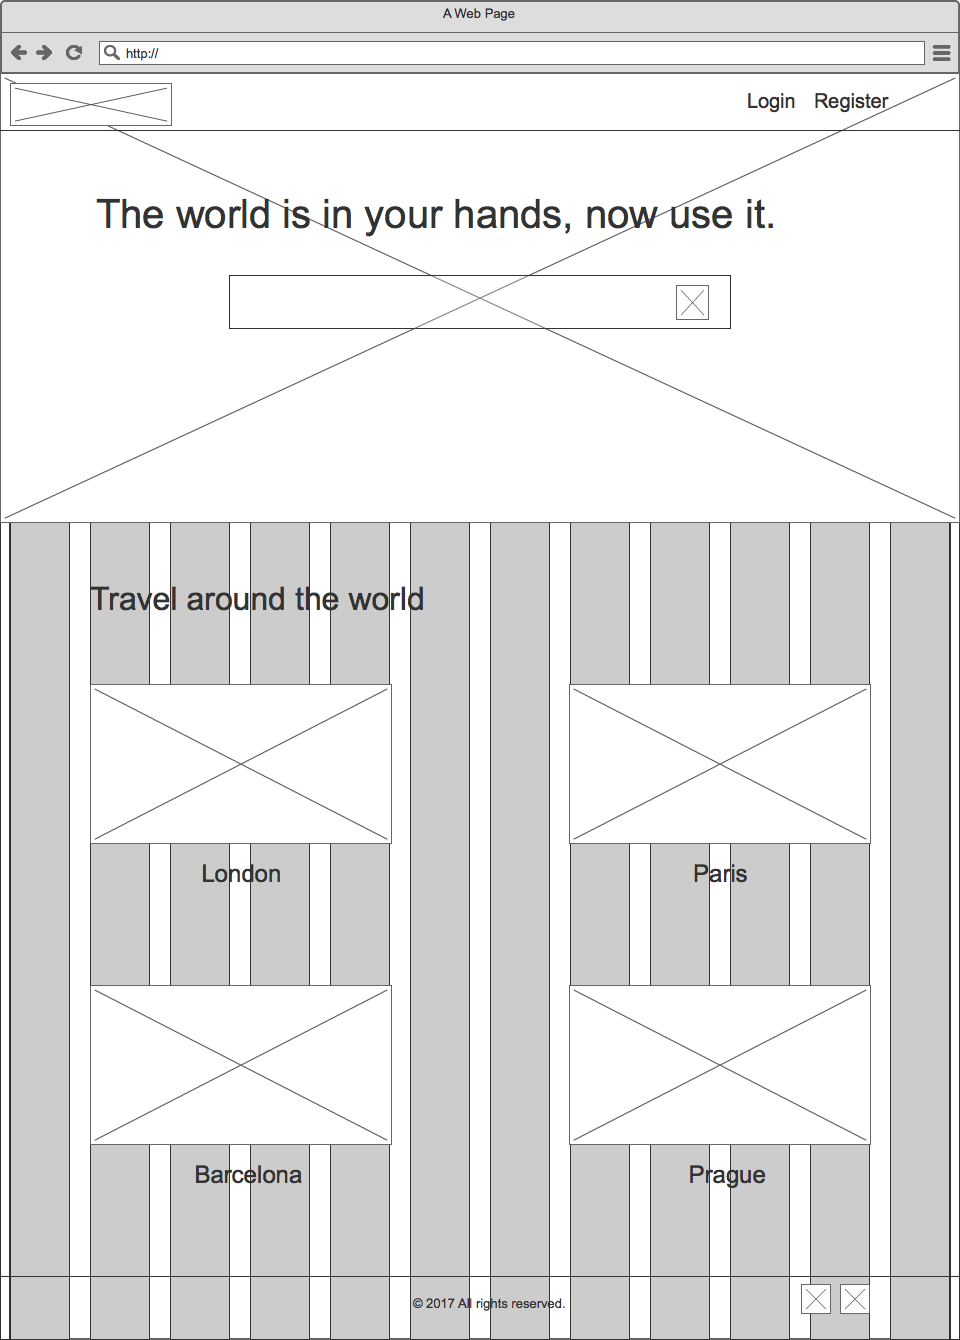 A Web Page
http://
Login Register
The world is in your hands, now use it.
Travel around the world
London Paris
Barcelona Prague
© 2017 All rights reserved.